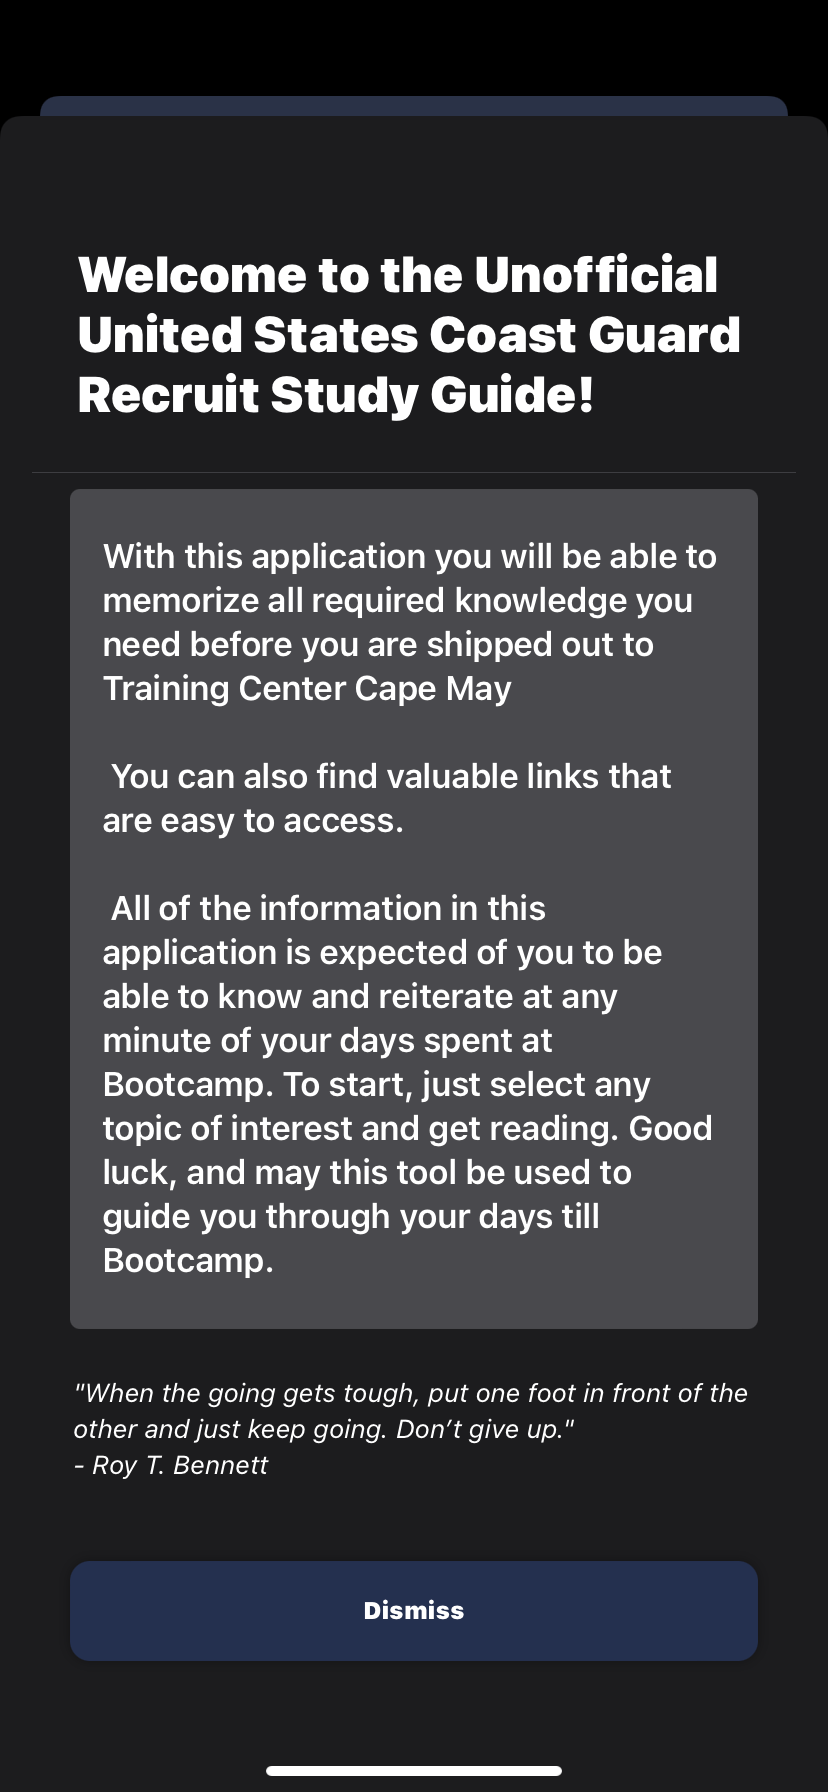 Welcome to the Unofficial
United States Coast Guard
Recruit Study Guide!
With this application you will be able to
memorize all required knowledge you
need before you are shipped out to
Training Center Cape May
You can also find valuable links that
are easy to access.
All of the information in this
application is expected of you to be
able to know and reiterate at any
minute of your days spent at
Bootcamp. To start, just select any
topic of interest and get reading. Good
luck, and may this tool be used to
guide you through your days till
Bootcamp.
"When the going gets tough, put one foot in front of the
other and just keep going. Don’t give up."
- Roy T. Bennett
Dismiss